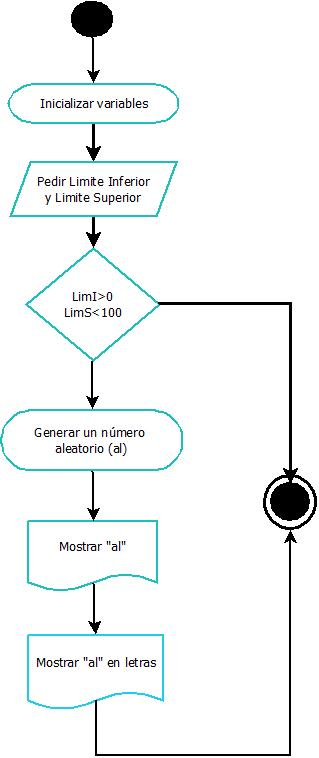 Inicializar variables
Pedir Limite Inferior
y Limite Superior
LimI>0
LimS<100
Generar un número
aleatorio (al)
Mostrar "al"
Mostrar "al" en letras